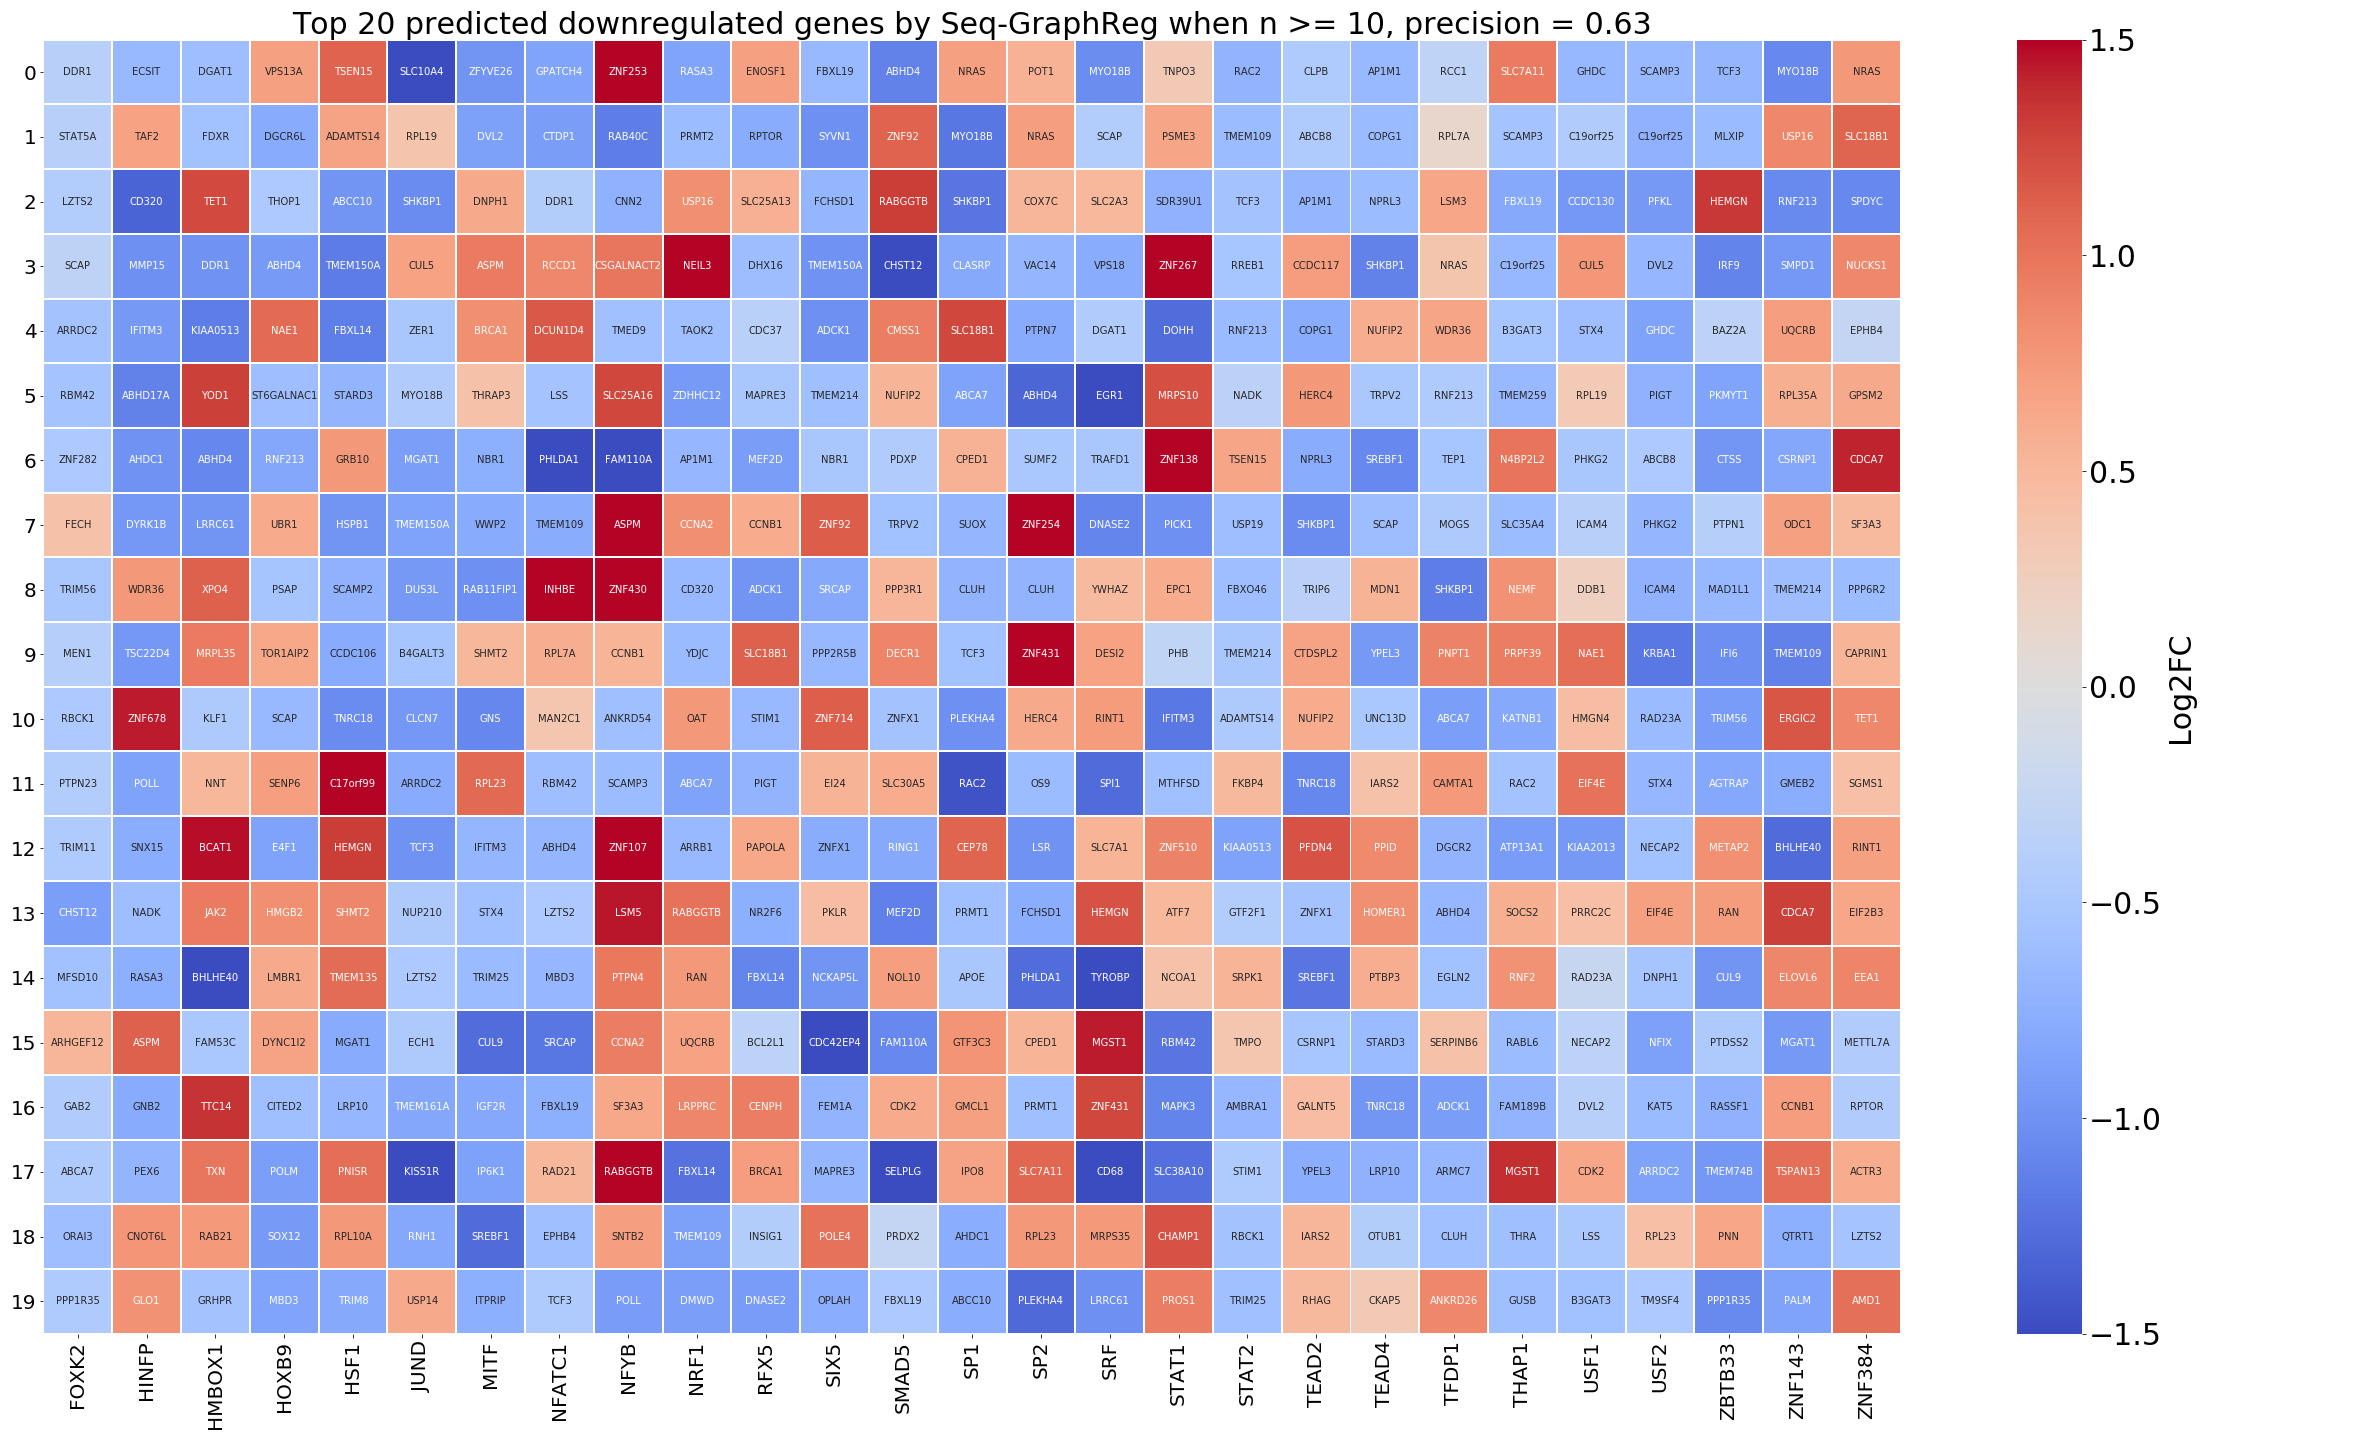 Top 20 predicted downregulated genes by Seq-GraphReg when n >= 10, precision = 0.63
0 DDR1 ECSIT DGAT1 VPS13A TSEN15 SLC10A4 ZFYVE26 GPATCH4 ZNF253 RASA3 ENOSF1 FBXL19 ABHD4 NRAS POT1 MYO18B TNPO3 RAC2 CLPB AP1M1 RCC1 SLC7A11 GHDC SCAMP3 TCF3 MYO18B NRAS
1 STAT5A TAF2 FDXR DGCR6L ADAMTS14 RPL19 DVL2 CTDP1 RAB40C PRMT2 RPTOR SYVN1 ZNF92 MYO18B NRAS SCAP PSME3 TMEM109 ABCB8 COPG1 RPL7A SCAMP3 C19orf25 C19orf25 MLXIP USP16 SLC18B1
2 LZTS2 CD320 TET1 THOP1 ABCC10 SHKBP1 DNPH1 DDR1 CNN2 USP16 SLC25A13 FCHSD1 RABGGTB SHKBP1 COX7C SLC2A3 SDR39U1 TCF3 AP1M1 NPRL3 LSM3 FBXL19 CCDC130 PFKL HEMGN RNF213 SPDYC
3 SCAP MMP15 DDR1 ABHD4 TMEM150A CUL5 ASPM RCCD1 CSGALNACT2 NEIL3 DHX16 TMEM150A CHST12 CLASRP VAC14 VPS18 ZNF267 RREB1 CCDC117 SHKBP1 NRAS C19orf25 CUL5 DVL2 IRF9 SMPD1 NUCKS1
4 ARRDC2 IFITM3 KIAA0513 NAE1 FBXL14 ZER1 BRCA1 DCUN1D4 TMED9 TAOK2 CDC37 ADCK1 CMSS1 SLC18B1 PTPN7 DGAT1 DOHH RNF213 COPG1 NUFIP2 WDR36 B3GAT3 STX4 GHDC BAZ2A UQCRB EPHB4
5 RBM42 ABHD17A YOD1 ST6GALNAC1 STARD3 MYO18B THRAP3 LSS SLC25A16 ZDHHC12 MAPRE3 TMEM214 NUFIP2 ABCA7 ABHD4 EGR1 MRPS10 NADK HERC4 TRPV2 RNF213 TMEM259 RPL19 PIGT PKMYT1 RPL35A GPSM2
6 ZNF282 AHDC1 ABHD4 RNF213 GRB10 MGAT1 NBR1 PHLDA1 FAM110A AP1M1 MEF2D NBR1 PDXP CPED1 SUMF2 TRAFD1 ZNF138 TSEN15 NPRL3 SREBF1 TEP1 N4BP2L2 PHKG2 ABCB8 CTSS CSRNP1 CDCA7
7 FECH DYRK1B LRRC61 UBR1 HSPB1 TMEM150A WWP2 TMEM109 ASPM CCNA2 CCNB1 ZNF92 TRPV2 SUOX ZNF254 DNASE2 PICK1 USP19 SHKBP1 SCAP MOGS SLC35A4 ICAM4 PHKG2 PTPN1 ODC1 SF3A3
8 TRIM56 WDR36 XPO4 PSAP SCAMP2 DUS3L RAB11FIP1 INHBE ZNF430 CD320 ADCK1 SRCAP PPP3R1 CLUH CLUH YWHAZ EPC1 FBXO46 TRIP6 MDN1 SHKBP1 NEMF DDB1 ICAM4 MAD1L1 TMEM214 PPP6R2
9 MEN1 TSC22D4 MRPL35 TOR1AIP2 CCDC106 B4GALT3 SHMT2 RPL7A CCNB1 YDJC SLC18B1 PPP2R5B DECR1 TCF3 ZNF431 DESI2 PHB TMEM214 CTDSPL2 YPEL3 PNPT1 PRPF39 NAE1 KRBA1 IFI6 TMEM109 CAPRIN1
10 RBCK1 ZNF678 KLF1 SCAP TNRC18 CLCN7 GNS MAN2C1 ANKRD54 OAT STIM1 ZNF714 ZNFX1 PLEKHA4 HERC4 RINT1 IFITM3 ADAMTS14 NUFIP2 UNC13D ABCA7 KATNB1 HMGN4 RAD23A TRIM56 ERGIC2 TET1
11 PTPN23 POLL NNT SENP6 C17orf99 ARRDC2 RPL23 RBM42 SCAMP3 ABCA7 PIGT EI24 SLC30A5 RAC2 OS9 SPI1 MTHFSD FKBP4 TNRC18 IARS2 CAMTA1 RAC2 EIF4E STX4 AGTRAP GMEB2 SGMS1
12 TRIM11 SNX15 BCAT1 E4F1 HEMGN TCF3 IFITM3 ABHD4 ZNF107 ARRB1 PAPOLA ZNFX1 RING1 CEP78 LSR SLC7A1 ZNF510 KIAA0513 PFDN4 PPID DGCR2 ATP13A1 KIAA2013 NECAP2 METAP2 BHLHE40 RINT1
13 CHST12 NADK JAK2 HMGB2 SHMT2 NUP210 STX4 LZTS2 LSM5 RABGGTB NR2F6 PKLR MEF2D PRMT1 FCHSD1 HEMGN ATF7 GTF2F1 ZNFX1 HOMER1 ABHD4 SOCS2 PRRC2C EIF4E RAN CDCA7 EIF2B3
14 MFSD10 RASA3 BHLHE40 LMBR1 TMEM135 LZTS2 TRIM25 MBD3 PTPN4 RAN FBXL14 NCKAP5L NOL10 APOE PHLDA1 TYROBP NCOA1 SRPK1 SREBF1 PTBP3 EGLN2 RNF2 RAD23A DNPH1 CUL9 ELOVL6 EEA1
15 ARHGEF12 ASPM FAM53C DYNC1I2 MGAT1 ECH1 CUL9 SRCAP CCNA2 UQCRB BCL2L1 CDC42EP4 FAM110A GTF3C3 CPED1 MGST1 RBM42 TMPO CSRNP1 STARD3 SERPINB6 RABL6 NECAP2 NFIX PTDSS2 MGAT1 METTL7A
16 GAB2 GNB2 TTC14 CITED2 LRP10 TMEM161A IGF2R FBXL19 SF3A3 LRPPRC CENPH FEM1A CDK2 GMCL1 PRMT1 ZNF431 MAPK3 AMBRA1 GALNT5 TNRC18 ADCK1 FAM189B DVL2 KAT5 RASSF1 CCNB1 RPTOR
17 ABCA7 PEX6 TXN POLM PNISR KISS1R IP6K1 RAD21 RABGGTB FBXL14 BRCA1 MAPRE3 SELPLG IPO8 SLC7A11 CD68 SLC38A10 STIM1 YPEL3 LRP10 ARMC7 MGST1 CDK2 ARRDC2 TMEM74B TSPAN13 ACTR3
18 ORAI3 CNOT6L RAB21 SOX12 RPL10A RNH1 SREBF1 EPHB4 SNTB2 TMEM109 INSIG1 POLE4 PRDX2 AHDC1 RPL23 MRPS35 CHAMP1 RBCK1 IARS2 OTUB1 CLUH THRA LSS RPL23 PNN QTRT1 LZTS2
19 PPP1R35 GLO1 GRHPR MBD3 TRIM8 USP14 ITPRIP TCF3 POLL DMWD DNASE2 OPLAH FBXL19 ABCC10 PLEKHA4 LRRC61 PROS1 TRIM25 RHAG CKAP5 ANKRD26 GUSB B3GAT3 TM9SF4 PPP1R35 PALM AMD1
FOXK2 HINFP HMBOX1 HOXB9 HSF1 JUND MITF NFATC1 NFYB NRF1 RFX5 SIX5 SMAD5 SP1 SP2 SRF STAT1 STAT2 TEAD2 TEAD4 TFDP1 THAP1 USF1 USF2 ZBTB33 ZNF143 ZNF384
1.5
1.0
0.5
0.0
−0.5
−1.0
−1.5
Log2FC